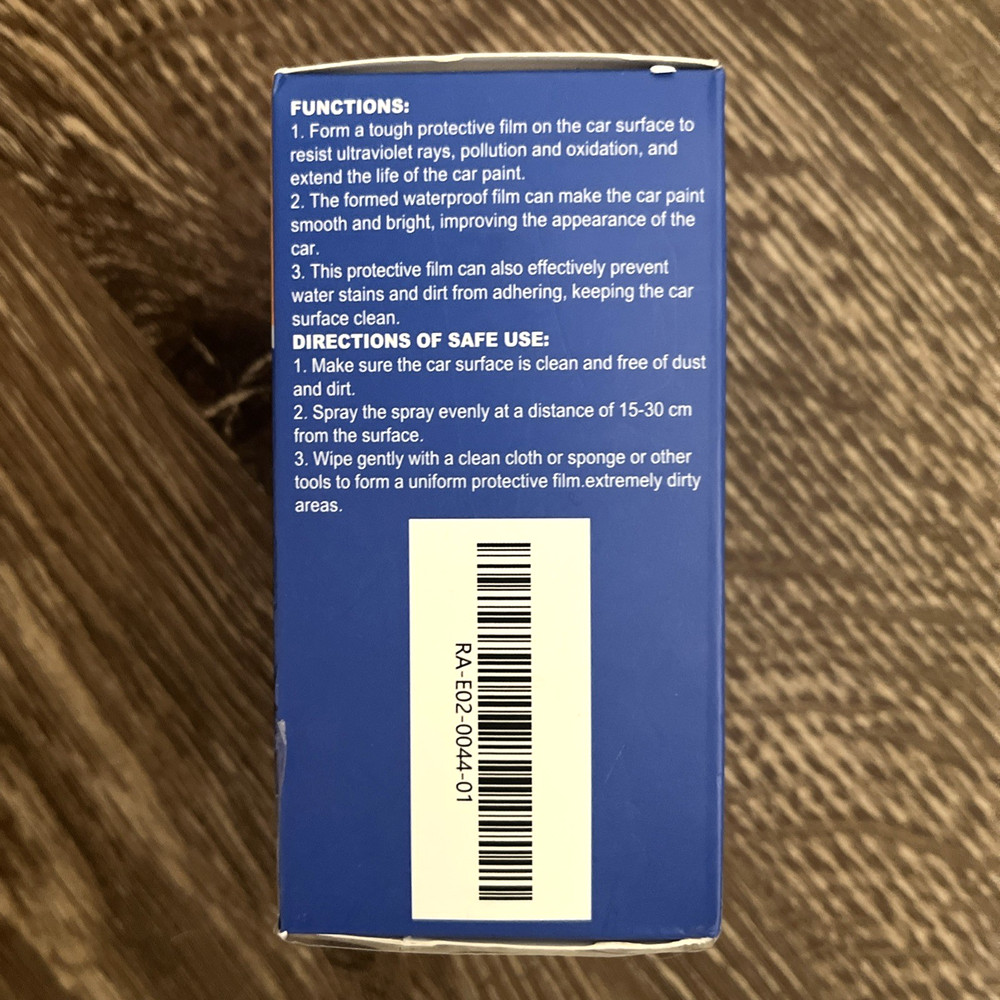 FUNCTIONS:
1. Form a tough protective film on the car surface to
resist ultraviolet rays, pollution and oxidation, and
extend the life of the car paint.
2. The formed waterproof film can make the car paint
smooth and bright, improving the appearance of the
car.
3. This protective film can also effectively prevent
water stains and dirt from adhering, keeping the car
surface clean.
DIRECTIONS OF SAFE USE:
1. Make sure the car surface is clean and free of dust
and dirt.
2. Spray the spray evenly at a distance of 15-30 cm
from the surface.
3. Wipe gently with a clean cloth or sponge or other
tools to form a uniform protective film.extremely dirty
areas.
RA-E02-0044-01